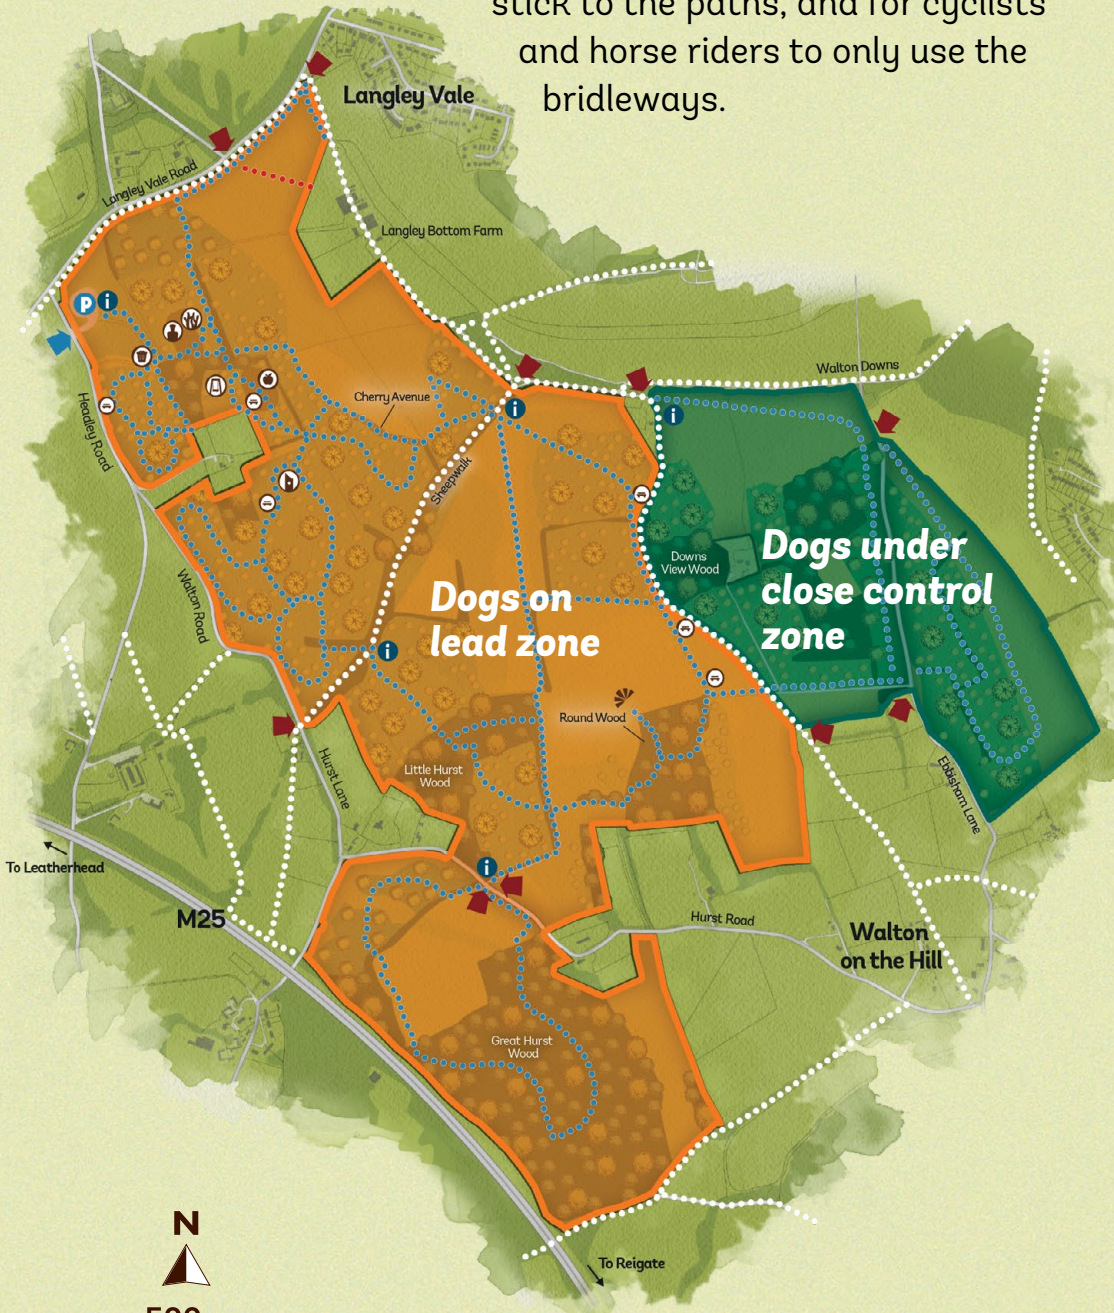 stick to the paths, and for cyclists
and horse riders to only use the
bridleways.
Langley Vale
Langley Vale Road
Langley Bottom Farm
P
i
Walton Downs
Cherry Avenue
i
i
Headley Road
Sheepwalk
Downs
View Wood
Dogs under
close control
zone
Dogs on
lead zone
Walton Road
i
Round Wood
Little Hurst
Wood
Hurst Lane
Ebbisham Lane
To Leatherhead
i
M25
Hurst Road
Walton
on the Hill
Great Hurst
Wood
N
To Reigate